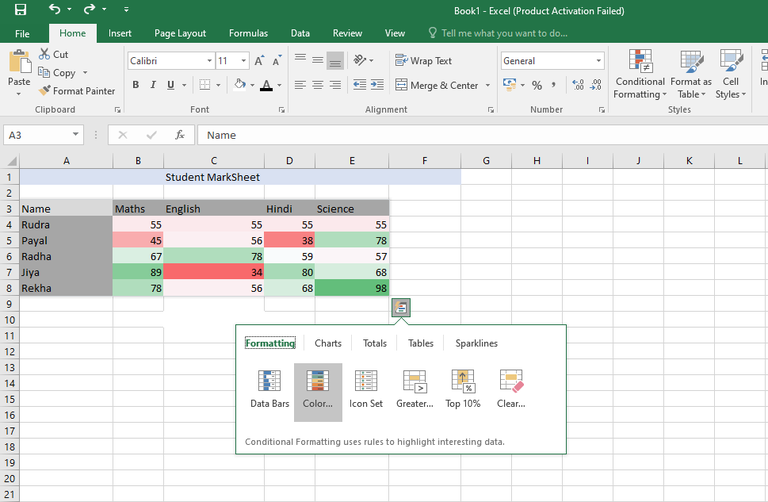 Book1 - Excel (Product Activation Failed)
File Home Insert Page Layout Formulas Data Review View Tell me what you want to do...
Cut
Copy
Format Painter
Paste
Clipboard
Calibri 11 A A
B I U A
Font
Wrap Text
Merge & Center
Alignment
General
% ,
Number
Conditional Formatting
Format as Table
Cell Styles
Styles
A3 fx Name
A B C D E F G H I J K L
1 Student MarkSheet
2
3 Name Maths English Hindi Science
4 Rudra 55 55 55 55
5 Payal 45 56 38 78
6 Radha 67 78 59 57
7 Jiya 89 34 80 68
8 Rekha 78 56 68 98
9
10
11 Formatting Charts Totals Tables Sparklines
12
13
14
15 Data Bars Color... Icon Set Greater... Top 10% Clear...
16
17 Conditional Formatting uses rules to highlight interesting data.
18
19
20
21